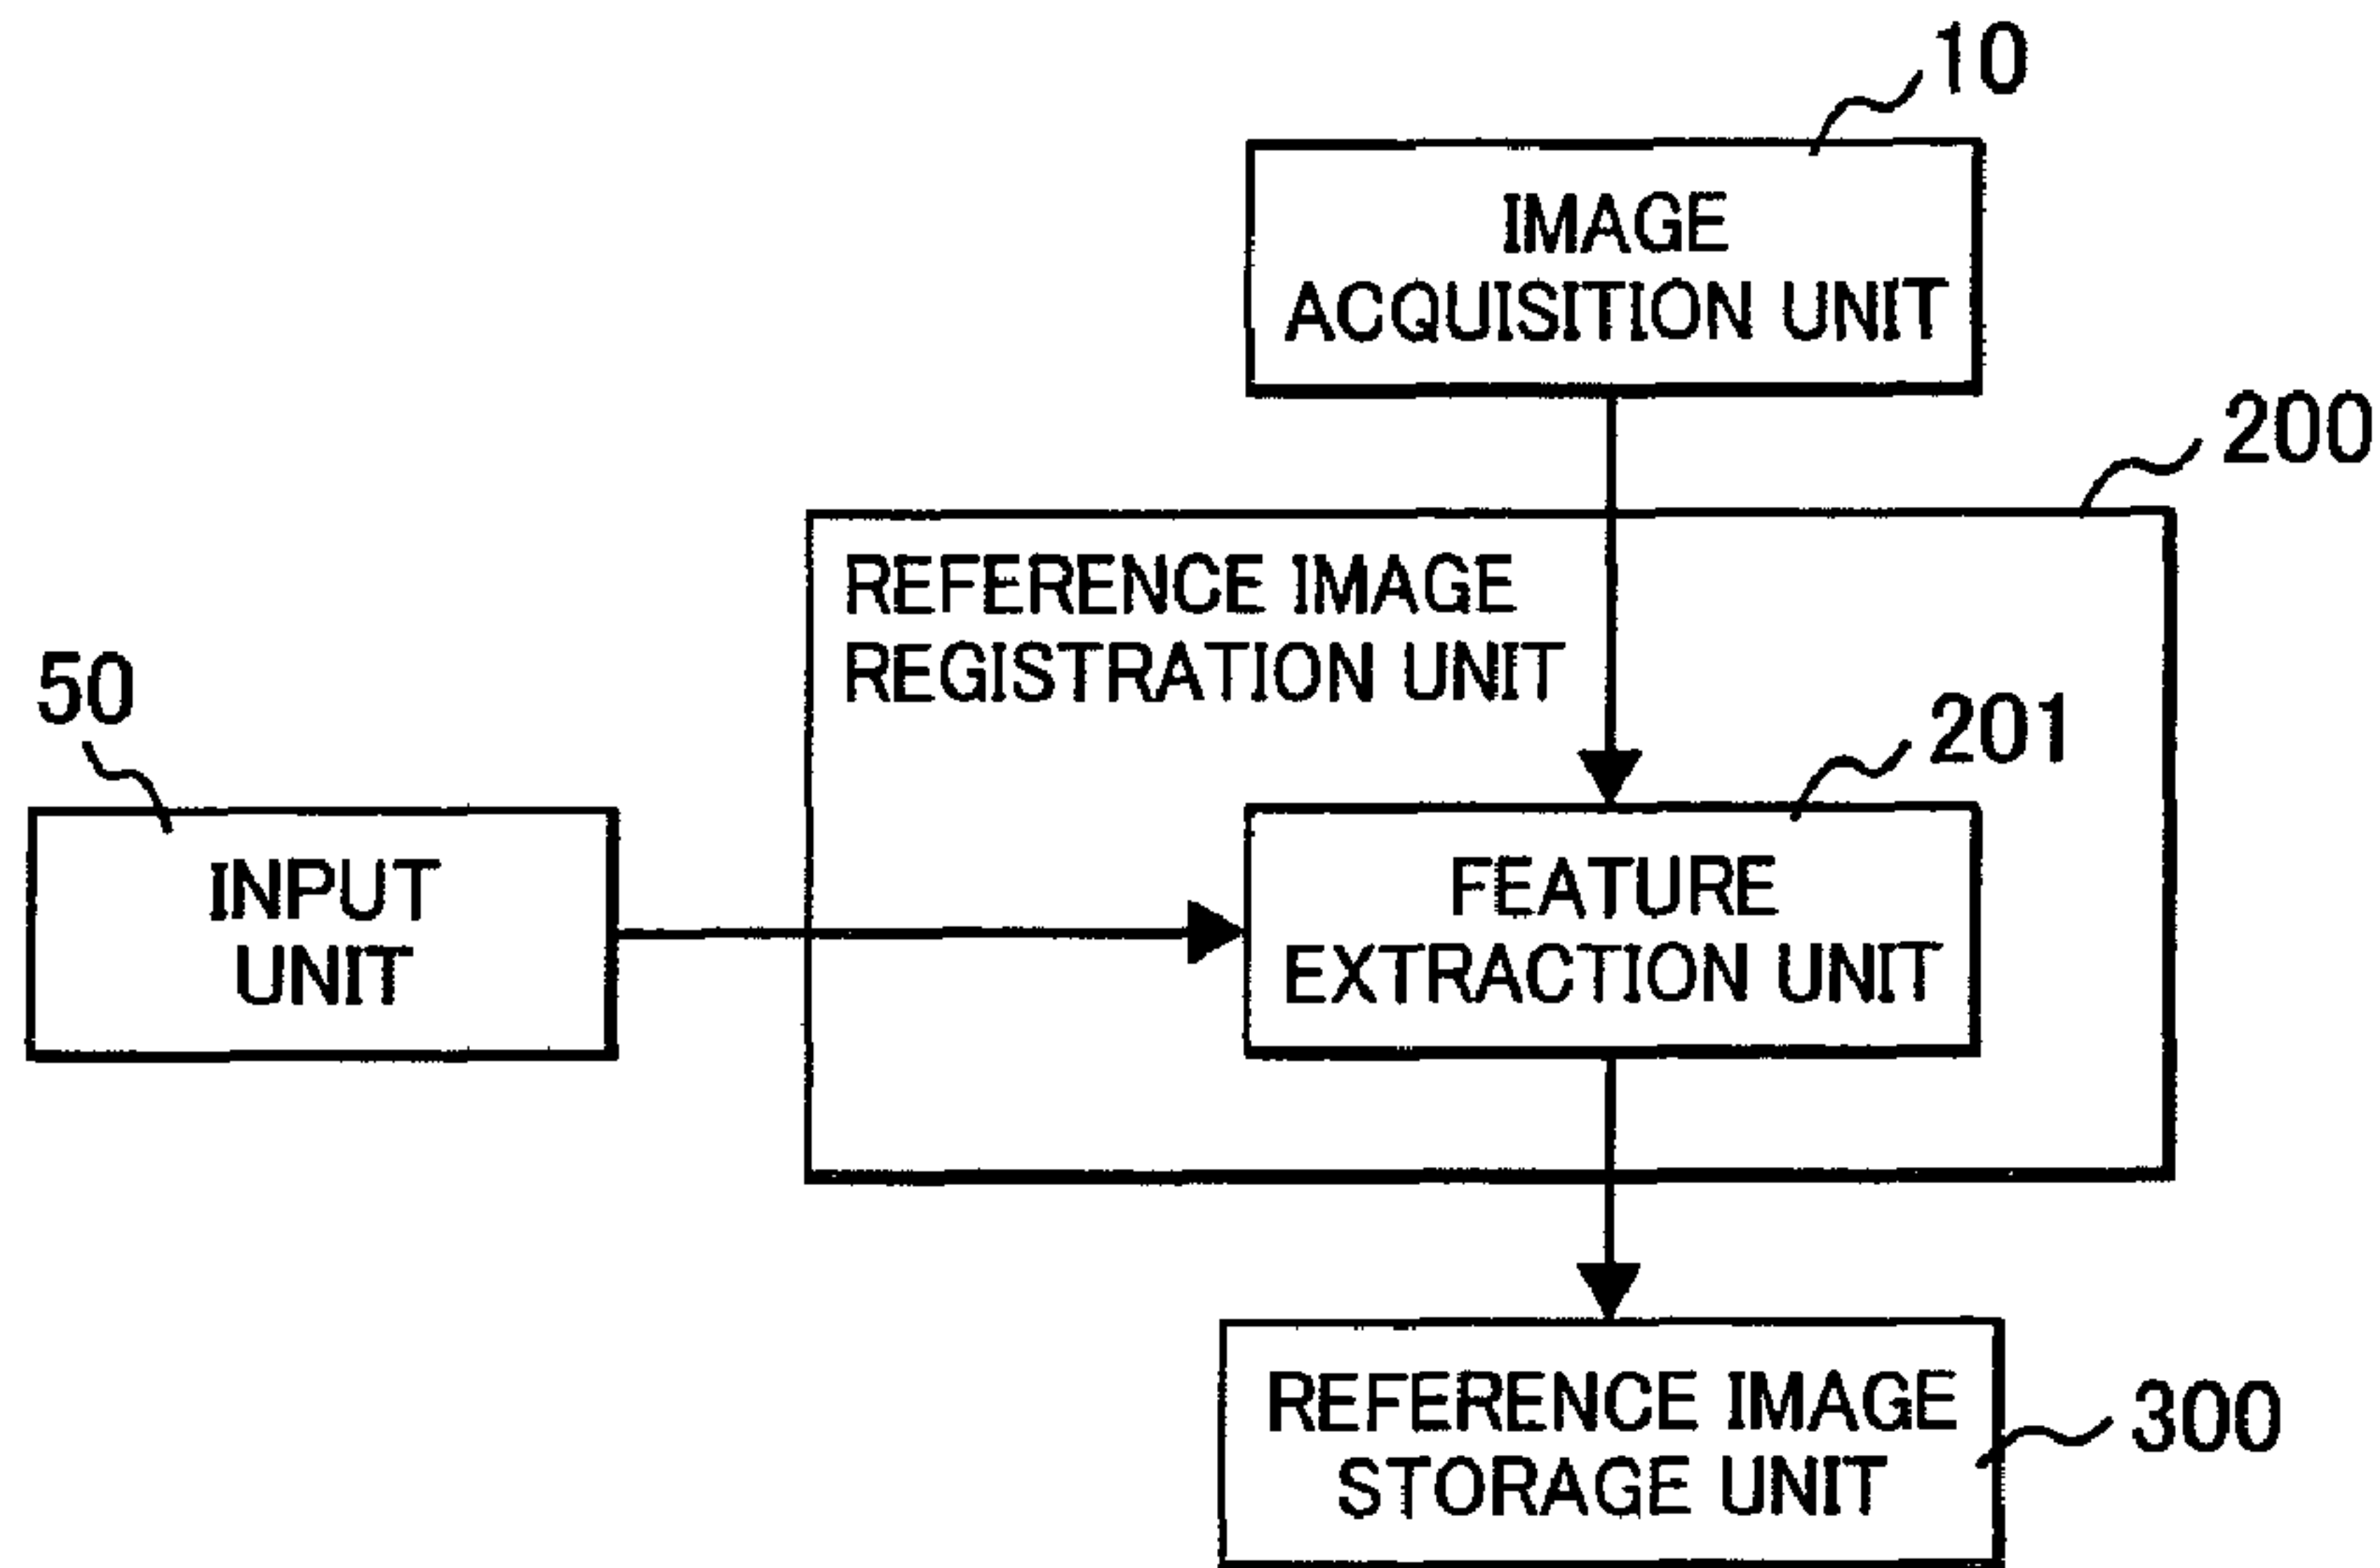 10
IMAGE
ACQUISITION UNIT
200
REFERENCE IMAGE
REGISTRATION UNIT
50
201
INPUT
UNIT
FEATURE
EXTRACTION UNIT
REFERENCE IMAGE
STORAGE UNIT
300